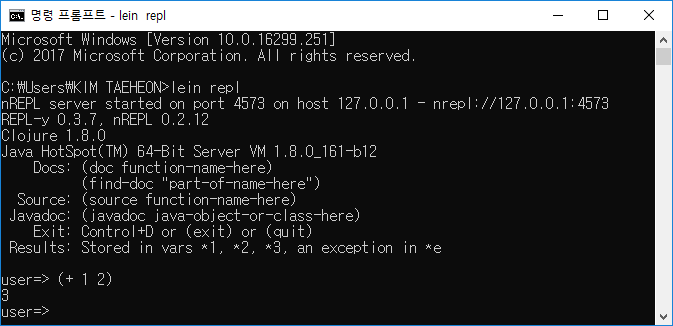 명령 프롬프트 - lein  repl
Microsoft Windows [Version 10.0.16299.251]
(c) 2017 Microsoft Corporation. All rights reserved.

C:₩Users₩KIM TAEHEON>lein repl
nREPL server started on port 4573 on host 127.0.0.1 - nrepl://127.0.0.1:4573
REPL-y 0.3.7, nREPL 0.2.12
Clojure 1.8.0
Java HotSpot(TM) 64-Bit Server VM 1.8.0_161-b12
    Docs: (doc function-name-here)
          (find-doc "part-of-name-here")
  Source: (source function-name-here)
 Javadoc: (javadoc java-object-or-class-here)
    Exit: Control+D or (exit) or (quit)
 Results: Stored in vars *1, *2, *3, an exception in *e

user=> (+ 1 2)
3
user=>